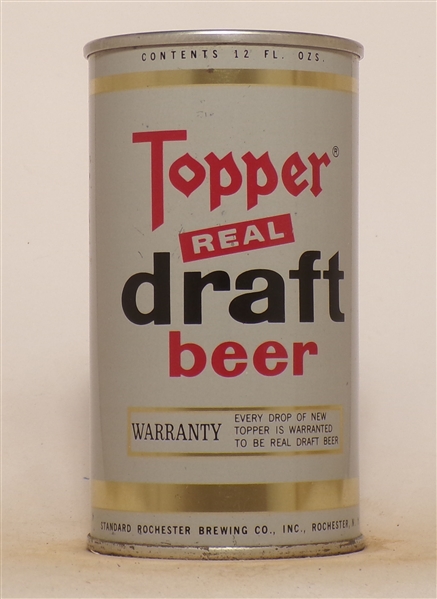 CONTENTS 12 FL. OZS.
Topper®
REAL
draft
beer
WARRANTY
EVERY DROP OF NEW
TOPPER IS WARRANTED
TO BE REAL DRAFT BEER
STANDARD ROCHESTER BREWING CO., INC., ROCHESTER, N